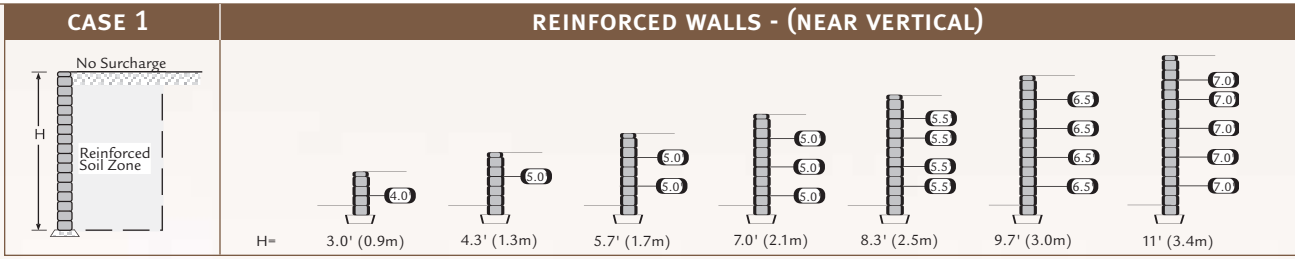 CASE 1
REINFORCED WALLS - (NEAR VERTICAL)
No Surcharge
H
Reinforced
Soil Zone
4.0'
5.0'
5.0'
5.0'
5.0'
5.0'
5.0'
5.5'
5.5'
5.5'
5.5'
6.5'
6.5'
6.5'
6.5'
7.0'
7.0'
7.0'
7.0'
7.0'
H= 3.0' (0.9m) 4.3' (1.3m) 5.7' (1.7m) 7.0' (2.1m) 8.3' (2.5m) 9.7' (3.0m) 11' (3.4m)